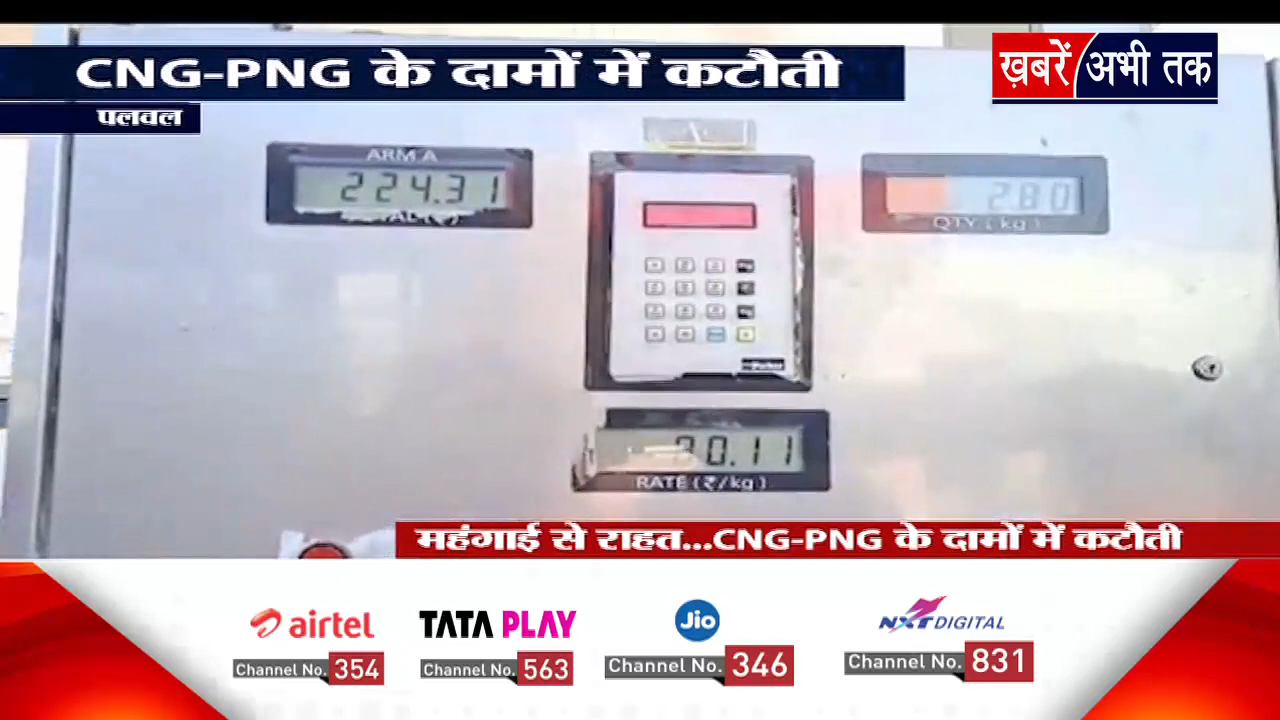 CNG-PNG के दामों में कटौती
ख़बरें अभी तक
पलवल
ARM A
224.31
2.80
QTY (kg)
0.11
RATE (₹/kg)
महंगाई से राहत...CNG-PNG के दामों में कटौती
airtel
TATA PLAY
Jio
NXT DIGITAL
Channel No. 354
Channel No. 563
Channel No. 346
Channel No. 831